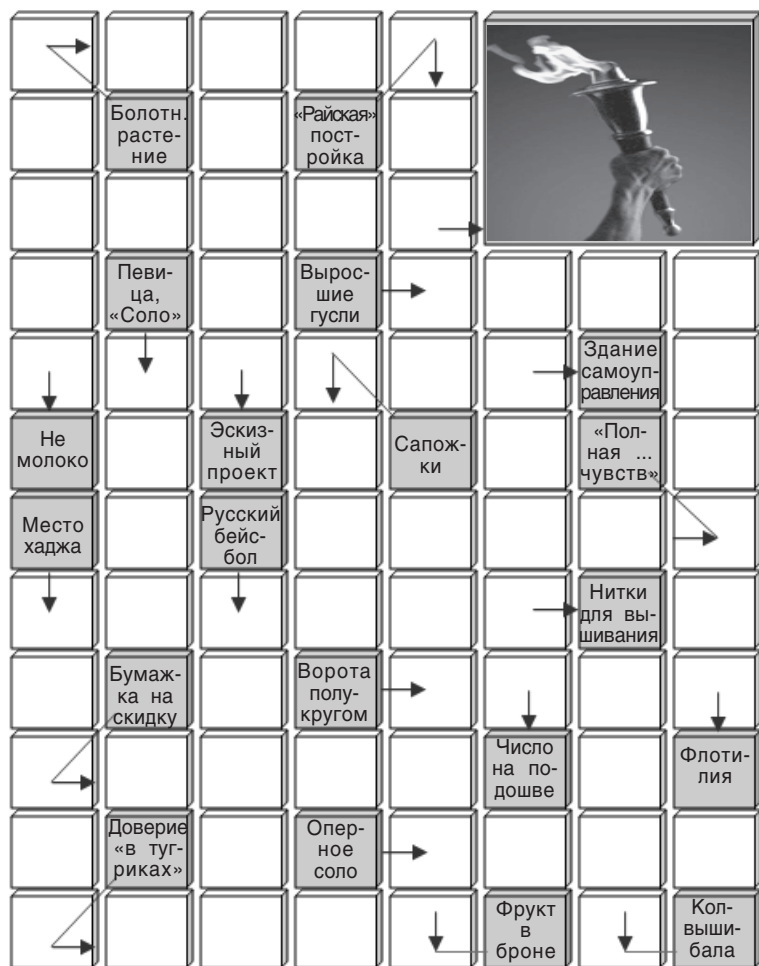 Болотн.
расте-
ние
«Райская»
пост-
ройка
Певи-
ца,
«Соло»
Вырос-
шие
гусли
Здание
самоуп-
равления
Не
молоко
Эскиз-
ный
проект
Сапож-
ки
«Пол-
ная ...
чувств»
Место
хаджа
Русский
бейс-
бол
Нитки
для вы-
шивания
Бумаж-
ка на
скидку
Ворота
полу-
кругом
Число
на по-
дошве
Флоти-
лия
Доверие
«в туг-
риках»
Опер-
ное
соло
Фрукт
в
броне
Кол-
выши-
бала